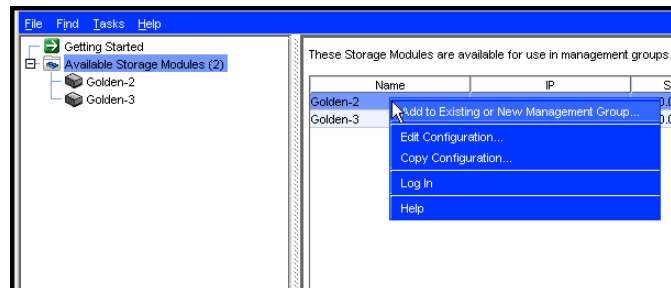 File Find Tasks Help
Getting Started
Available Storage Modules (2)
Golden-2
Golden-3
These Storage Modules are available for use in management groups.
Name IP S
Golden-2
Golden-3
Add to Existing or New Management Group...
Edit Configuration...
Copy Configuration...
Log In
Help